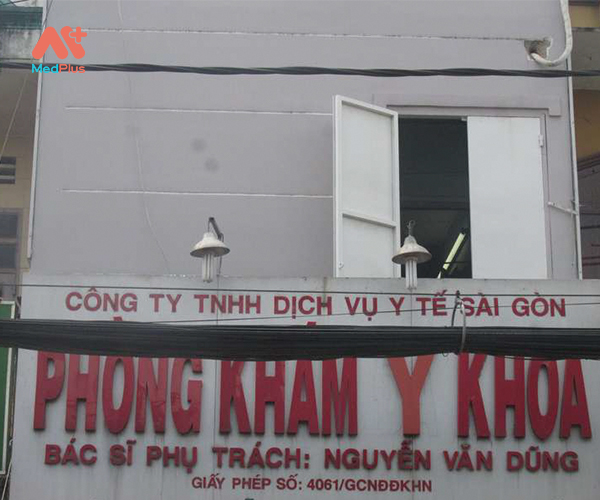 MedPlus
CÔNG TY TNHH DỊCH VỤ Y TẾ SÀI GÒN
PHÒNG KHÁM Y KHOA
BÁC SĨ PHỤ TRÁCH: NGUYỄN VĂN DŨNG
GIẤY PHÉP SỐ: 4061/GCNĐĐKHN